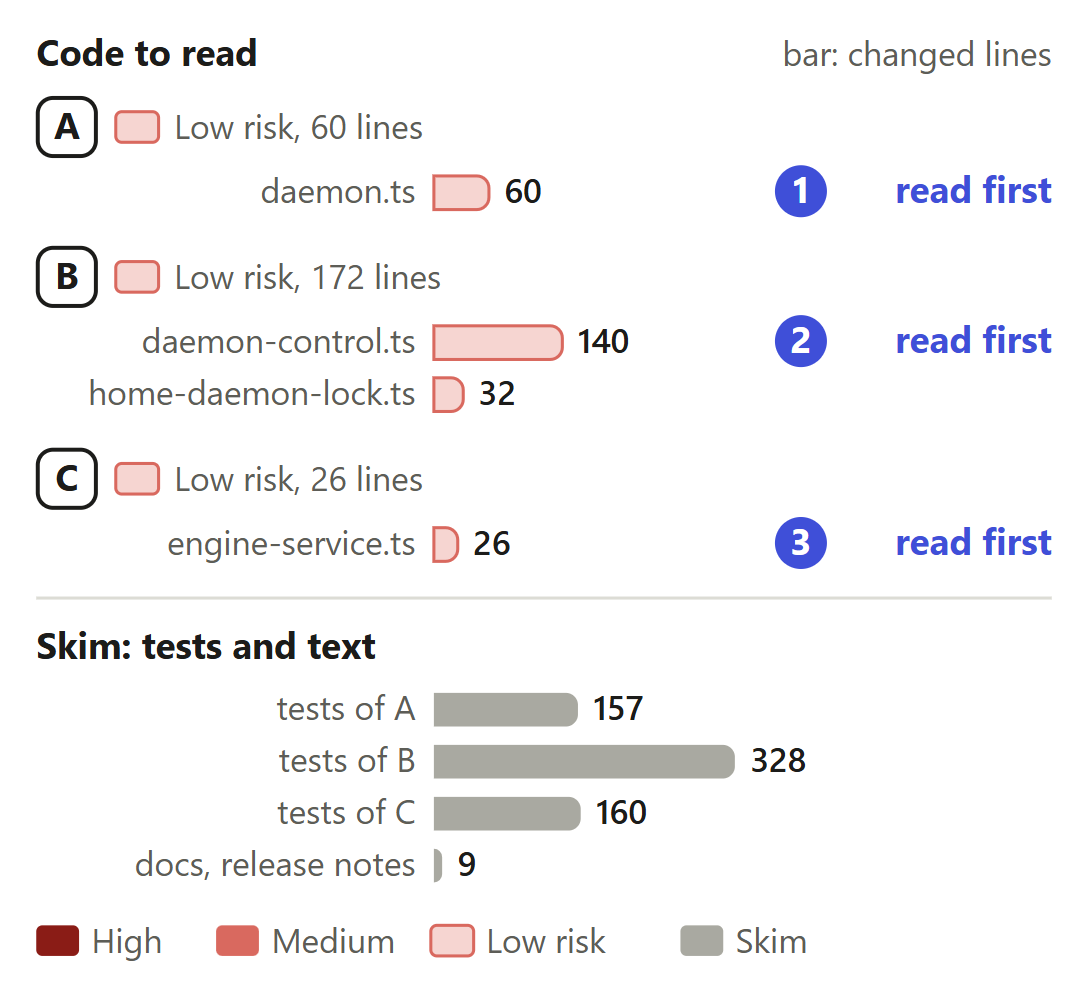 Code to read bar: changed lines
A Low risk, 60 lines
daemon.ts 60 1 read first
B Low risk, 172 lines
daemon-control.ts 140 2 read first
home-daemon-lock.ts 32
C Low risk, 26 lines
engine-service.ts 26 3 read first
Skim: tests and text
tests of A 157
tests of B 328
tests of C 160
docs, release notes 9
High Medium Low risk Skim